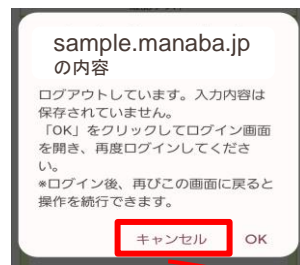 sample.manaba.jp
の内容
ログアウトしています。入力内容は
保存されていません。
「OK」をクリックしてログイン画面
を開き、再度ログインしてくださ
い。
※ログイン後、再びこの画面に戻ると
操作を続行できます。
キャンセル OK